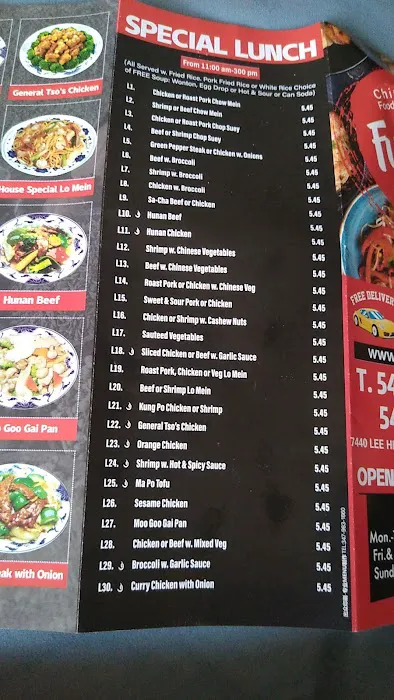 General Tso's Chicken
House Special Lo Mein
Hunan Beef
Goo Gai Pan
ak with Onion
SPECIAL LUNCH
From 11:00 am-300 pm
(All Served w. Fried Rice, Pork Fried Rice or White Rice Choice
of FREE Soup: Wonton, Egg Drop or Hot & Sour or Can Soda)
L1. Chicken or Roast Pork Chow Mein 5.45
L2. Shrimp or Beef Chow Mein 5.45
L3. Chicken or Roast Pork Chop Suey 5.45
L4. Beef or Shrimp Chop Suey 5.45
L5. Green Pepper Steak or Chicken w. Onions 5.45
L6. Beef w. Broccoli 5.45
L7. Shrimp w. Broccoli 5.45
L8. Chicken w. Broccoli 5.45
L9. Sa-Cha Beef or Chicken 5.45
L10. Hunan Beef 5.45
L11. Hunan Chicken 5.45
L12. Shrimp w. Chinese Vegetables 5.45
L13. Beef w. Chinese Vegetables 5.45
L14. Roast Pork or Chicken w. Chinese Veg 5.45
L15. Sweet & Sour Pork or Chicken 5.45
L16. Chicken or Shrimp w. Cashew Nuts 5.45
L17. Sauteed Vegetables 5.45
L18. Sliced Chicken or Beef w. Garlic Sauce 5.45
L19. Roast Pork, Chicken or Veg Lo Mein 5.45
L20. Beef or Shrimp Lo Mein 5.45
L21. Kung Po Chicken or Shrimp 5.45
L22. General Tso's Chicken 5.45
L23. Orange Chicken 5.45
L24. Shrimp w. Hot & Spicy Sauce 5.45
L25. Ma Po Tofu 5.45
L26. Sesame Chicken 5.45
L27. Moo Goo Gai Pan 5.45
L28. Chicken or Beef w. Mixed Veg 5.45
L29. Broccoli w. Garlic Sauce 5.45
L30. Curry Chicken with Onion 5.45
Chi
Food
Fu
FREE DELIVER
www.
T. 54
54
7440 LEE HI
OPEN
Mon.-
Fri.&
Sund